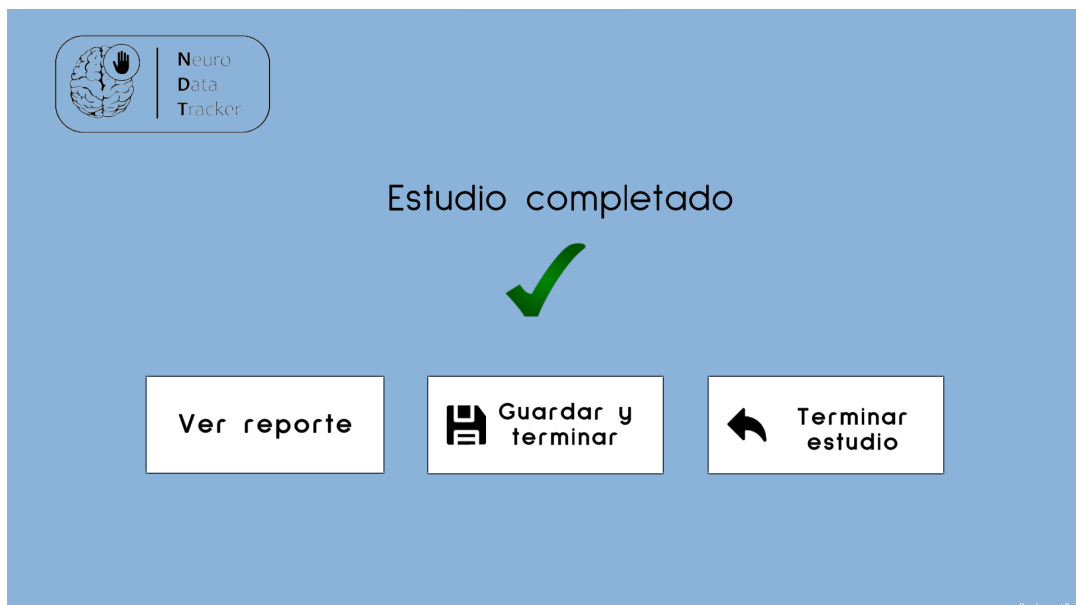 Neuro
Data
Tracker
Estudio completado
Ver reporte
Guardar y
terminar
Terminar
estudio